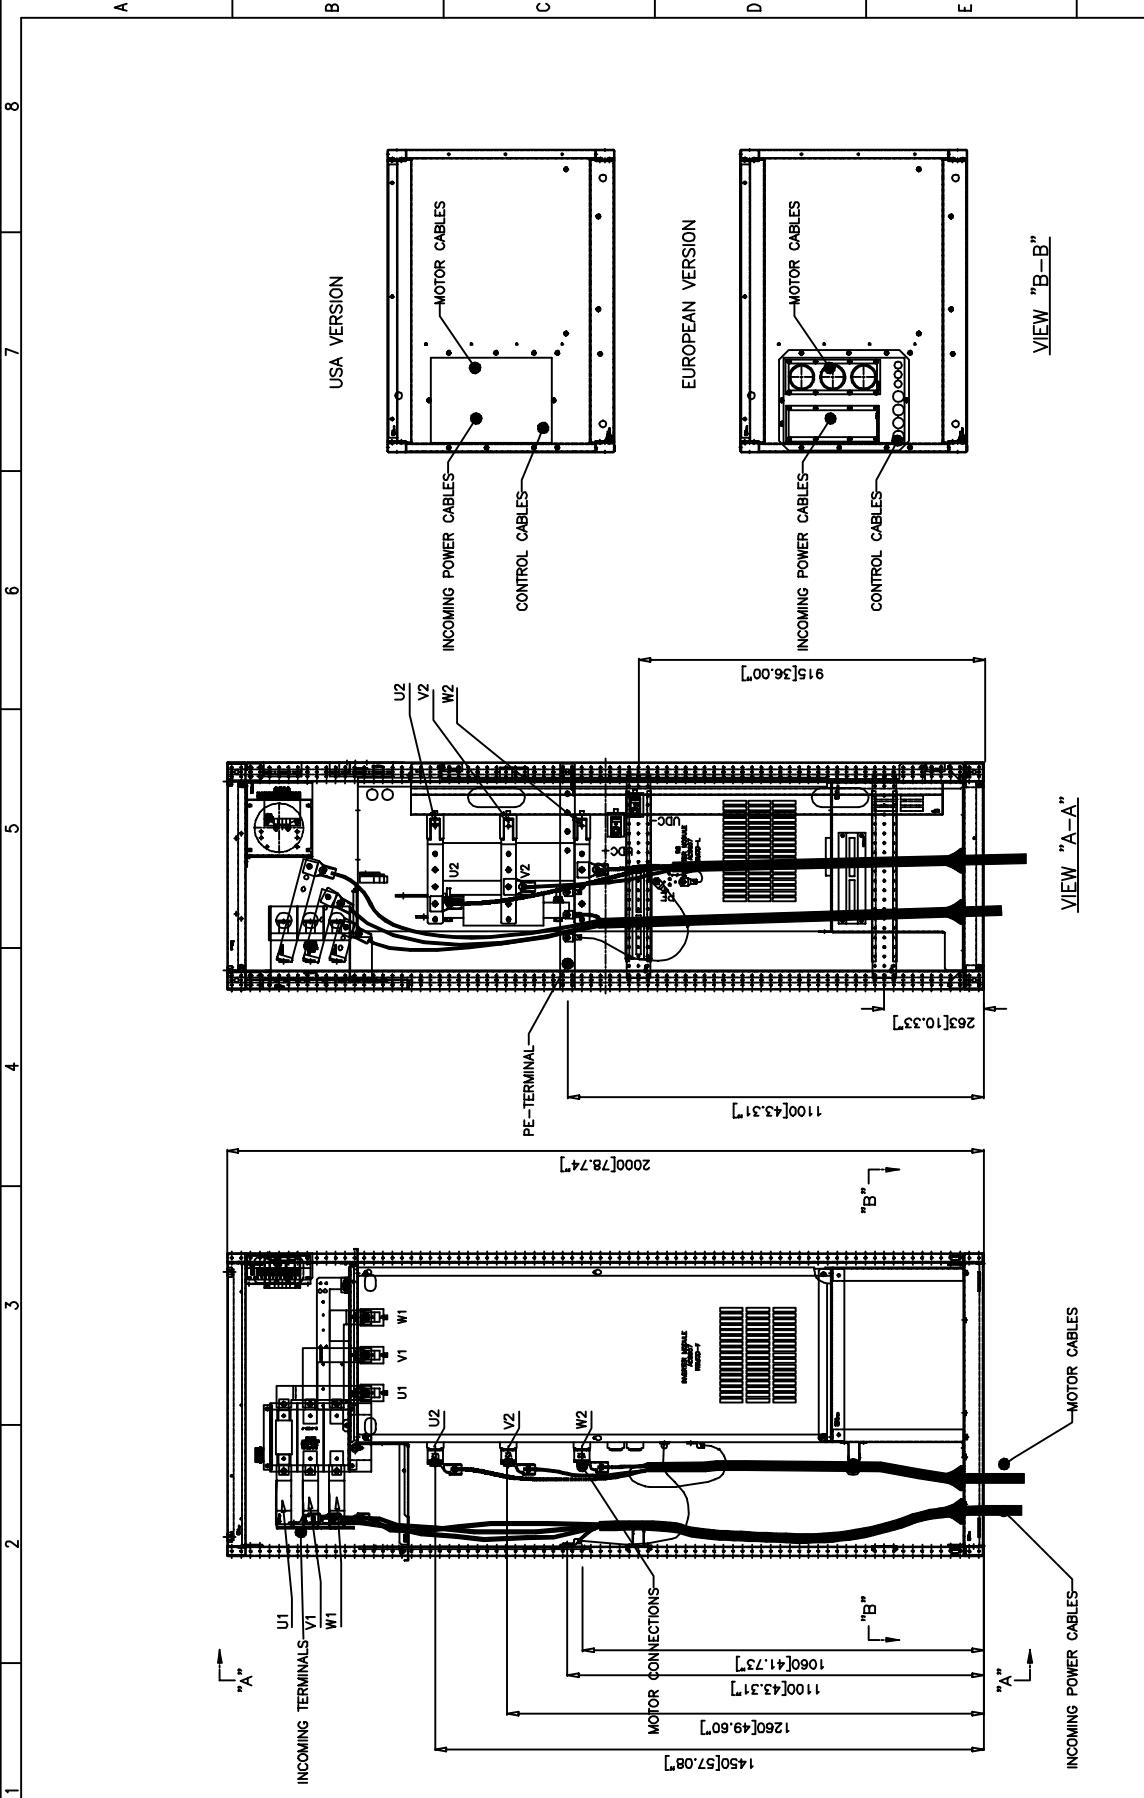 A
B
C
D
E
8
7
6
5
4
3
2
1
USA VERSION
MOTOR CABLES
INCOMING POWER CABLES
CONTROL CABLES
EUROPEAN VERSION
MOTOR CABLES
INCOMING POWER CABLES
CONTROL CABLES
VIEW "B-B"
915[36.00"]
U2
V2
W2
U2
V2
UDC-
UDC+
PE
263[10.33"]
PE-TERMINAL
1100[43.31"]
VIEW "A-A"
2000[78.74"]
"B"
W1
V1
U1
U2
V2
W2
MOTOR CABLES
U1
V1
W1
INCOMING TERMINALS
MOTOR CONNECTIONS
"B"
"A"
1060[41.73"]
1100[43.31"]
1260[49.60"]
1450[57.08"]
"A"
INCOMING POWER CABLES